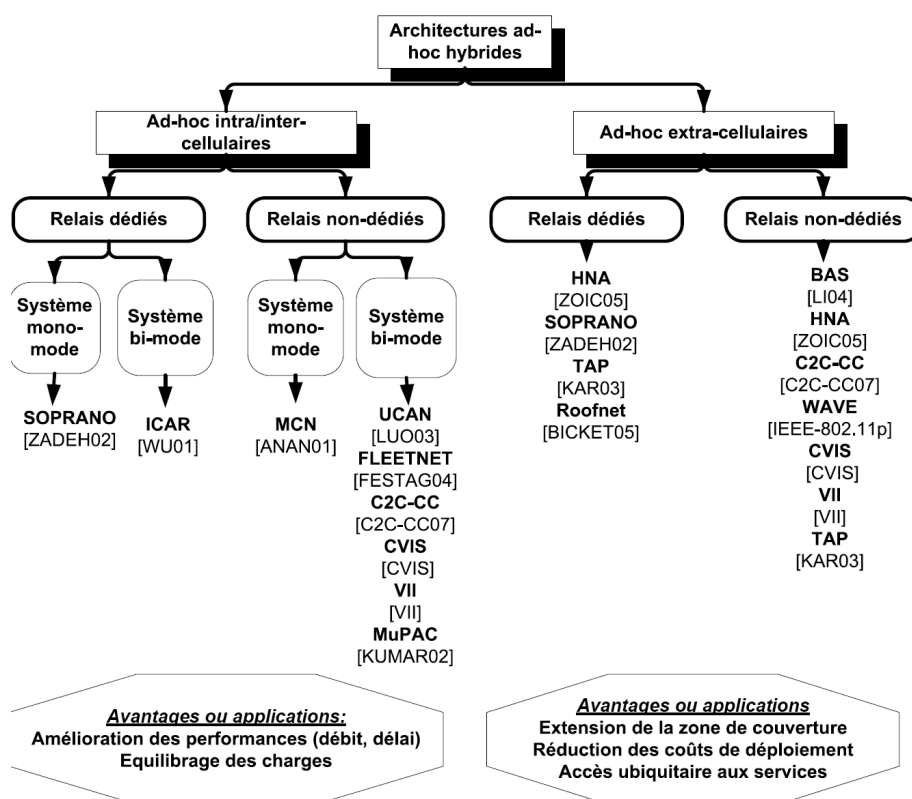 Architectures ad-
hoc hybrides
Ad-hoc intra/inter-
cellulaires
Ad-hoc extra-cellulaires
Relais dédiés
Relais non-dédiés
Relais dédiés
Relais non-dédiés
Système
mono-
mode
Système
bi-mode
Système
mono-
mode
Système
bi-mode
SOPRANO
[ZADEH02]
ICAR
[WU01]
MCN
[ANAN01]
UCAN
[LUO03]
FLEETNET
[FESTAG04]
C2C-CC
[C2C-CC07]
CVIS
[CVIS]
VII
[VII]
MuPAC
[KUMAR02]
HNA
[ZOIC05]
SOPRANO
[ZADEH02]
TAP
[KAR03]
Roofnet
[BICKET05]
BAS
[LI04]
HNA
[ZOIC05]
C2C-CC
[C2C-CC07]
WAVE
[IEEE-802.11p]
CVIS
[CVIS]
VII
[VII]
TAP
[KAR03]
Avantages ou applications:
Amélioration des performances (débit, délai)
Equilibrage des charges
Avantages ou applications
Extension de la zone de couverture
Réduction des coûts de déploiement
Accès ubiquitaire aux services